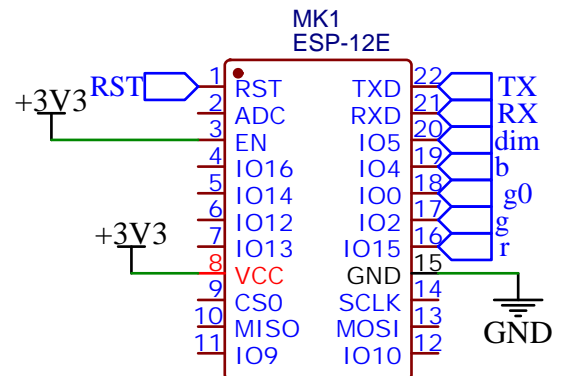 MK1
ESP-12E
RST 1 RST TXD 22 TX
+3V3 2 ADC RXD 21 RX
3 EN IO5 20 dim
4 IO16 IO4 19 b
5 IO14 IO0 18 g0
6 IO12 IO2 17 g
+3V3 7 IO13 IO15 16 r
8 VCC GND 15
9 CS0 SCLK 14
10 MISO MOSI 13 GND
11 IO9 IO10 12